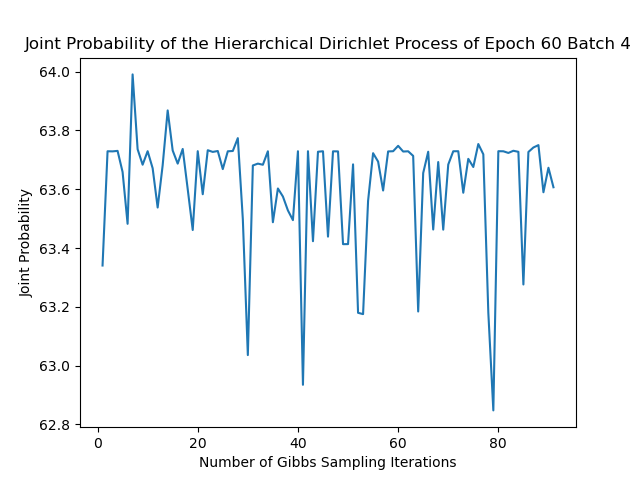 Joint Probability of the Hierarchical Dirichlet Process of Epoch 60 Batch 4
64.0
63.8
63.6
63.4
63.2
63.0
62.8
Joint Probability
0 20 40 60 80
Number of Gibbs Sampling Iterations